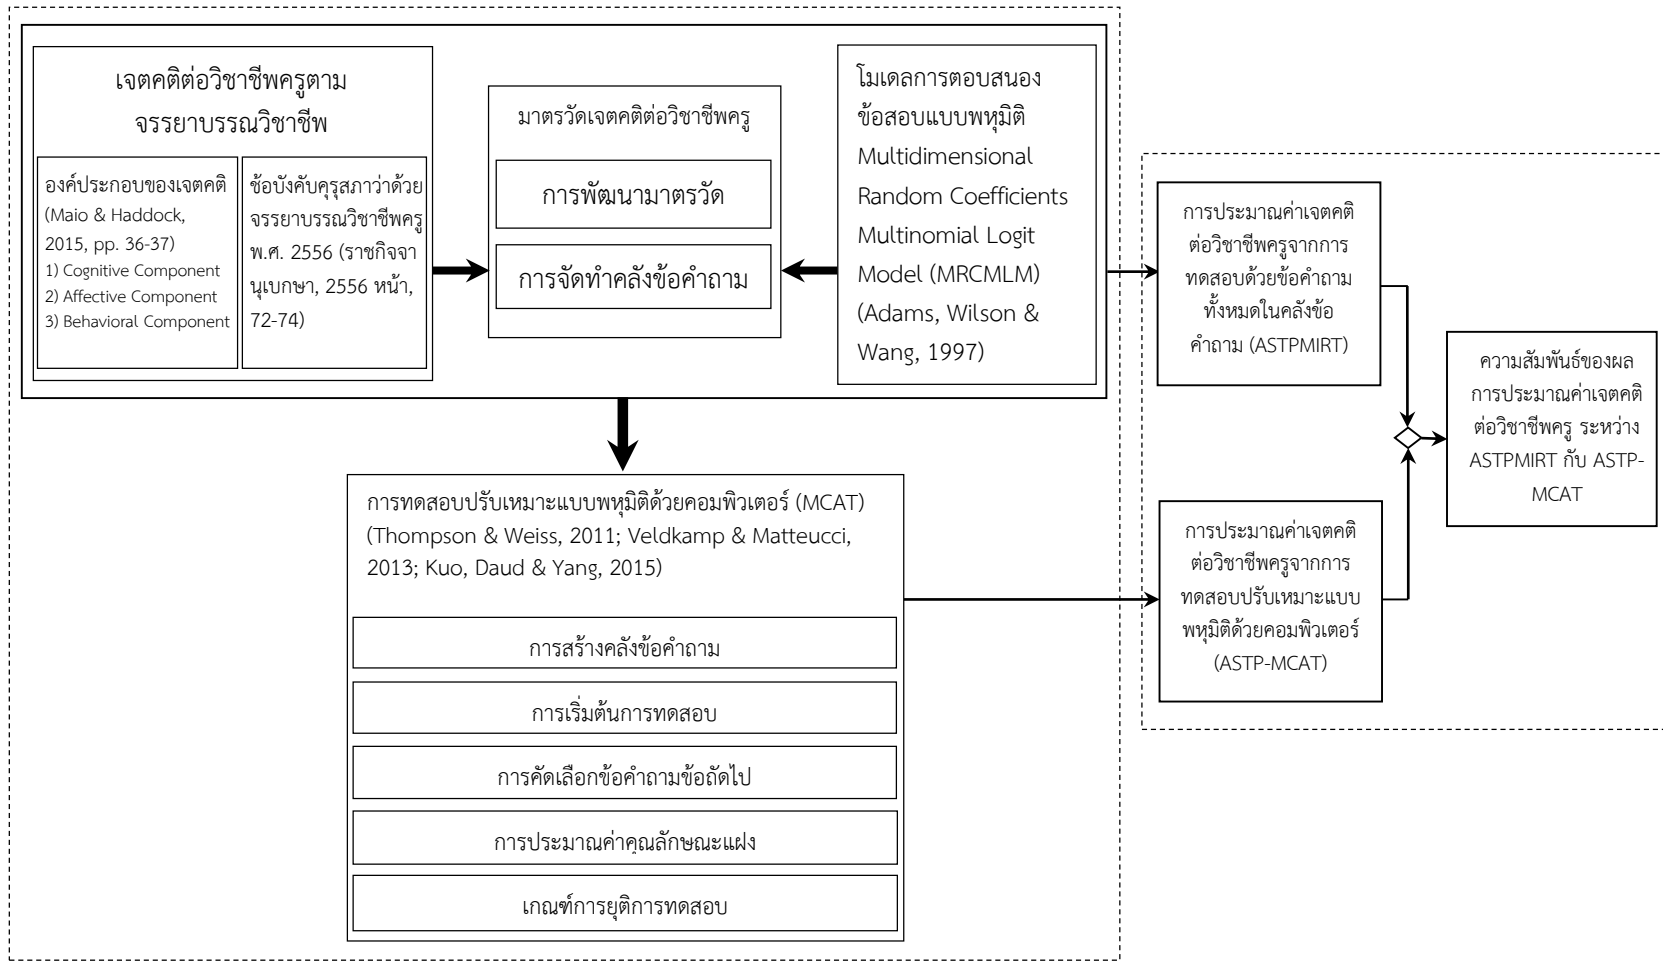 เจตคติต่อวิชาชีพครูตาม
จรรยาบรรณวิชาชีพ
องค์ประกอบของเจตคติ
(Maio & Haddock,
2015, pp. 36-37)
1) Cognitive Component
2) Affective Component
3) Behavioral Component
ช้อบังคับคุรุสภาว่าด้วย
จรรยาบรรณวิชาชีพครู
พ.ศ. 2556 (ราชกิจจา
นุเบกษา, 2556 หน้า,
72-74)
มาตรวัดเจตคติต่อวิชาชีพครู
การพัฒนามาตรวัด
การจัดทำคลังข้อคำถาม
โมเดลการตอบสนอง
ข้อสอบแบบพหุมิติ
Multidimensional
Random Coefficients
Multinomial Logit
Model (MRCMLM)
(Adams, Wilson &
Wang, 1997)
การทดสอบปรับเหมาะแบบพหุมิติด้วยคอมพิวเตอร์ (MCAT)
(Thompson & Weiss, 2011; Veldkamp & Matteucci,
2013; Kuo, Daud & Yang, 2015)
การสร้างคลังข้อคำถาม
การเริ่มต้นการทดสอบ
การคัดเลือกข้อคำถามข้อถัดไป
การประมาณค่าคุณลักษณะแฝง
เกณฑ์การยุติการทดสอบ
การประมาณค่าเจตคติ
ต่อวิชาชีพครูจากการ
ทดสอบด้วยข้อคำถาม
ทั้งหมดในคลังข้อ
คำถาม (ASTPMIRT)
การประมาณค่าเจตคติ
ต่อวิชาชีพครูจากการ
ทดสอบปรับเหมาะแบบ
พหุมิติด้วยคอมพิวเตอร์
(ASTP-MCAT)
ความสัมพันธ์ของผล
การประมาณค่าเจตคติ
ต่อวิชาชีพครู ระหว่าง
ASTPMIRT กับ ASTP-
MCAT